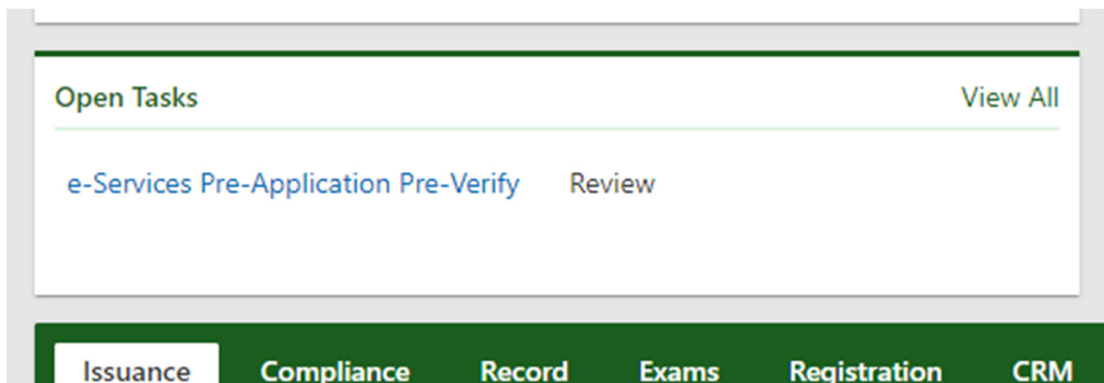 Open Tasks View All
e-Services Pre-Application Pre-Verify Review
Issuance Compliance Record Exams Registration CRM